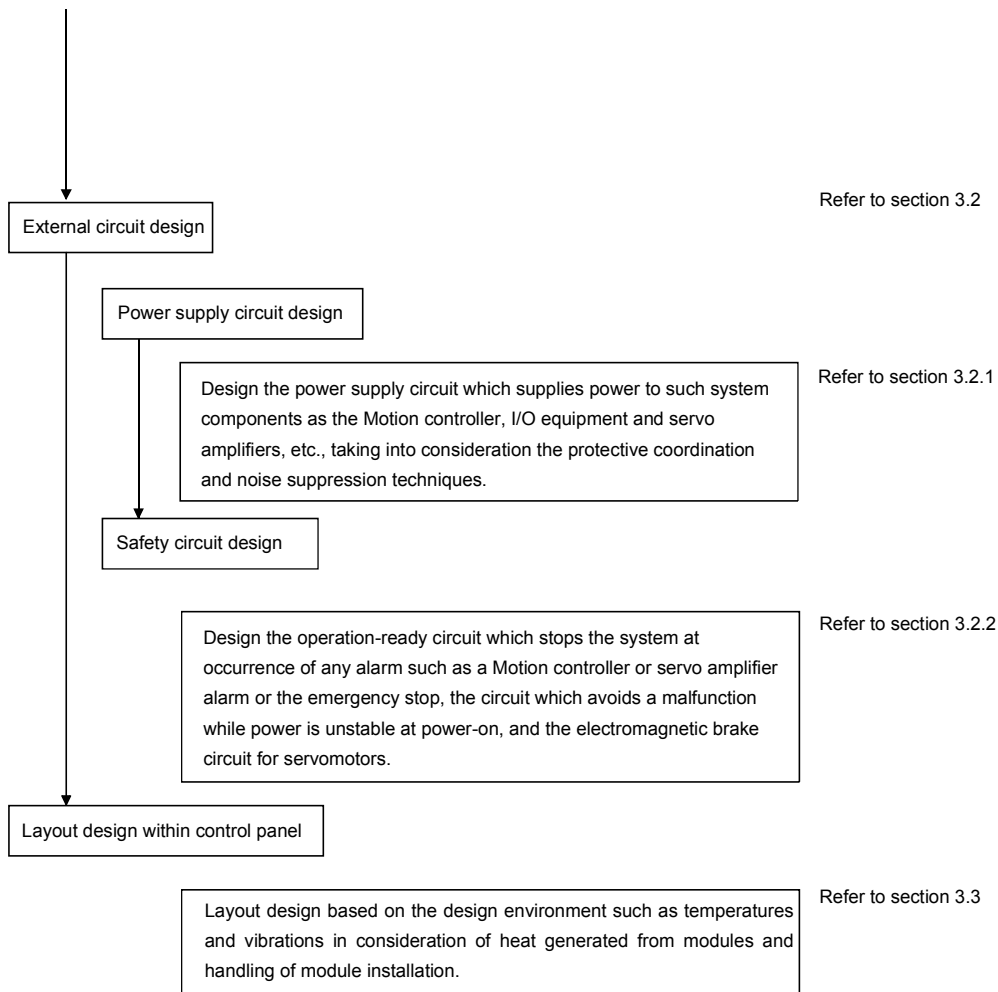 Refer to section 3.2
External circuit design
Power supply circuit design
Refer to section 3.2.1
Design the power supply circuit which supplies power to such system
components as the Motion controller, I/O equipment and servo
amplifiers, etc., taking into consideration the protective coordination
and noise suppression techniques.
Safety circuit design
Refer to section 3.2.2
Design the operation-ready circuit which stops the system at
occurrence of any alarm such as a Motion controller or servo amplifier
alarm or the emergency stop, the circuit which avoids a malfunction
while power is unstable at power-on, and the electromagnetic brake
circuit for servomotors.
Layout design within control panel
Refer to section 3.3
Layout design based on the design environment such as temperatures
and vibrations in consideration of heat generated from modules and
handling of module installation.